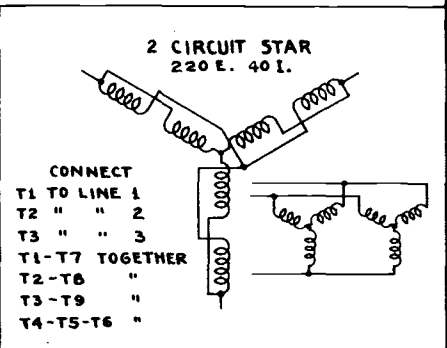 2 CIRCUIT STAR
220 E. 40 I.
CONNECT
T1 TO LINE 1
T2 " " 2
T3 " " 3
T1-T7 TOGETHER
T2-T8 "
T3-T9 "
T4-T5-T6 "